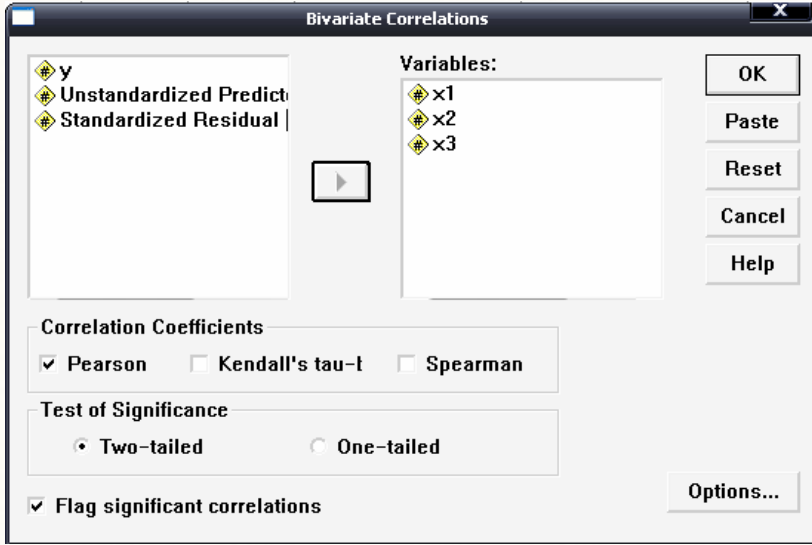 Bivariate Correlations
X
y
Unstandardized Predict
Standardized Residual
Variables:
x1
x2
x3
OK
Paste
Reset
Cancel
Help
Correlation Coefficients
Pearson
Kendall's tau-b
Spearman
Test of Significance
Two-tailed
One-tailed
Flag significant correlations
Options...